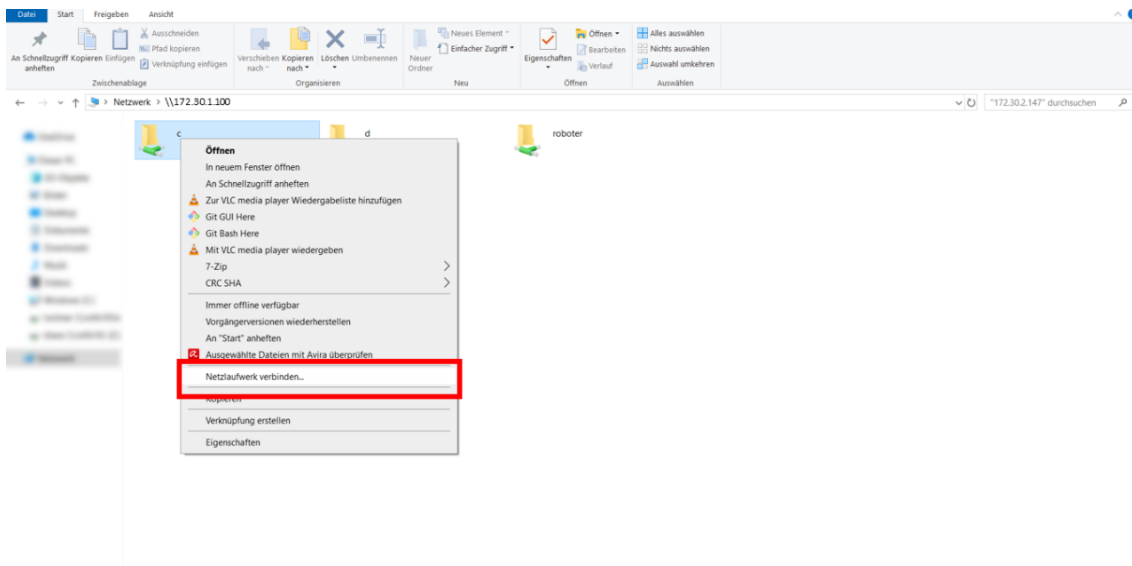 Datei Start Freigeben Ansicht
An Schnellzugriff anheften
Kopieren
Einfügen
Ausschneiden
Pfad kopieren
Verknüpfung einfügen
Zwischenablage
Verschieben nach
Kopieren nach
Löschen
Umbenennen
Organisieren
Neuer Ordner
Neues Element
Einfacher Zugriff
Neu
Eigenschaften
Öffnen
Bearbeiten
Verlauf
Öffnen
Alles auswählen
Nichts auswählen
Auswahl umkehren
Auswählen
Netzwerk > \\172.30.1.100
"172.30.2.147" durchsuchen
c
d
roboter
Öffnen
In neuem Fenster öffnen
An Schnellzugriff anheften
Zur VLC media player Wiedergabeliste hinzufügen
Git GUI Here
Git Bash Here
Mit VLC media player wiedergeben
7-Zip
CRC SHA
Immer offline verfügbar
Vorgängerversionen wiederherstellen
An "Start" anheften
Ausgewählte Dateien mit Avira überprüfen
Netzlaufwerk verbinden...
Kopieren
Verknüpfung erstellen
Eigenschaften